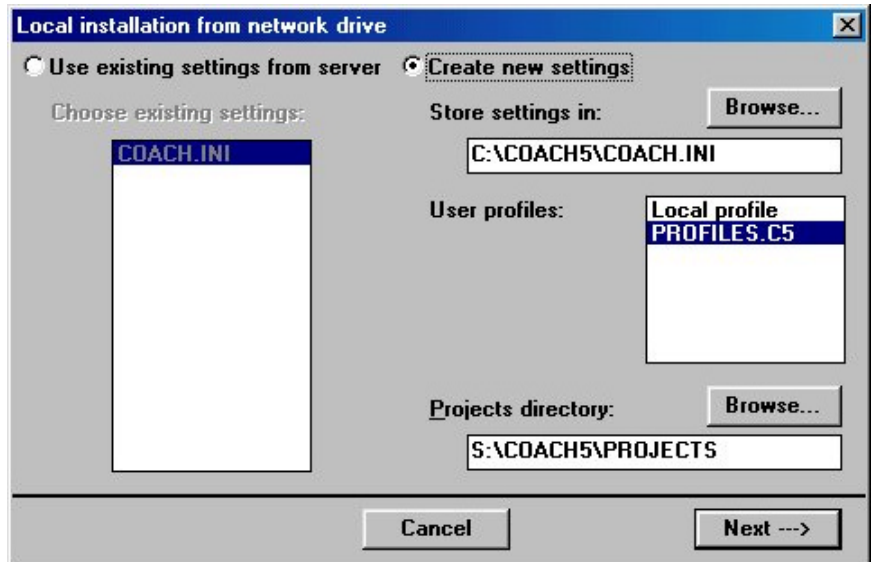 Local installation from network drive
Use existing settings from server
Create new settings
Choose existing settings:
COACH.INI
Store settings in:
Browse...
C:\COACH5\COACH.INI
User profiles:
Local profile
PROFILES.C5
Projects directory:
Browse...
S:\COACH5\PROJECTS
Cancel
Next --->